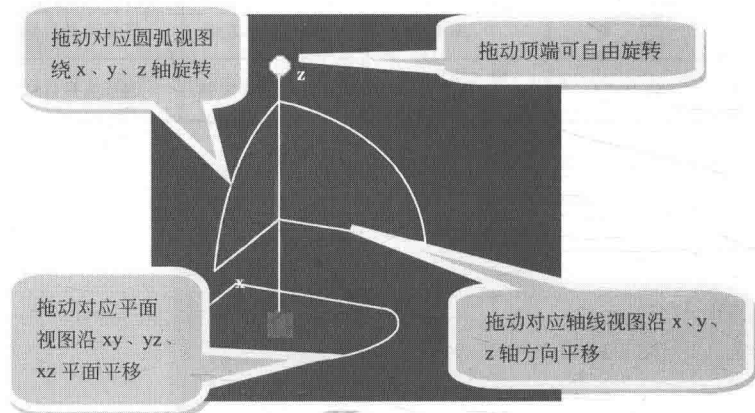 拖动对应圆弧视图
绕 x、y、z 轴旋转
拖动顶端可自由旋转
z
x
拖动对应平面
视图沿 xy、yz、
xz 平面平移
拖动对应轴线视图沿 x、y、
z 轴方向平移